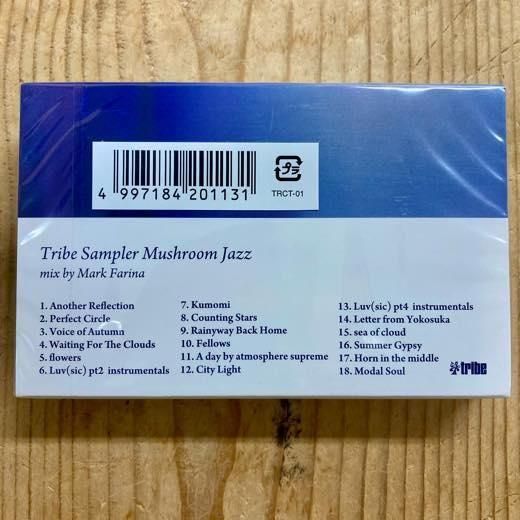 4 997184 201131
プラ
TRCT-01
Tribe Sampler Mushroom Jazz
mix by Mark Farina
1. Another Reflection
2. Perfect Circle
3. Voice of Autumn
4. Waiting For The Clouds
5. flowers
6. Luv(sic) pt2 instrumentals
7. Kumomi
8. Counting Stars
9. Rainyway Back Home
10. Fellows
11. A day by atmosphere supreme
12. City Light
13. Luv(sic) pt4 instrumentals
14. Letter from Yokosuka
15. sea of cloud
16. Summer Gypsy
17. Horn in the middle
18. Modal Soul
tribe